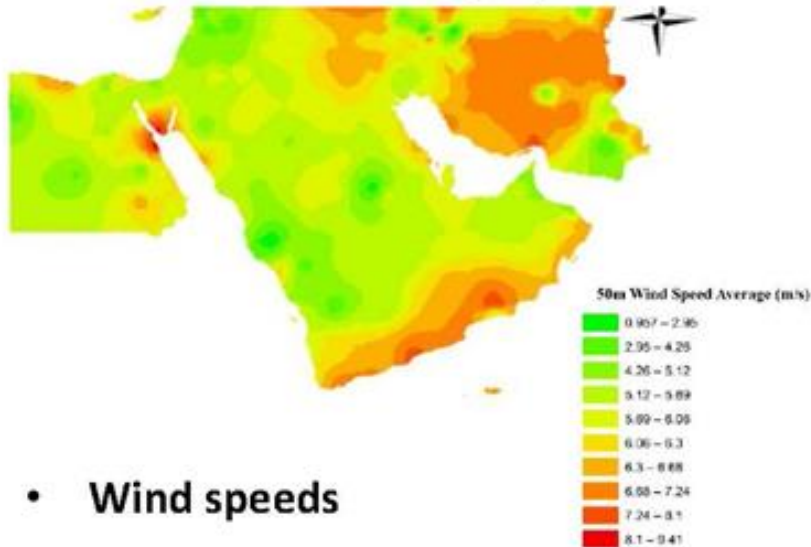 50m Wind Speed Average (m/s)
0.957 – 2.95
2.95 – 4.26
4.26 – 5.12
5.12 – 5.69
5.69 – 6.06
6.06 – 6.3
6.3 – 6.68
6.68 – 7.24
7.24 – 8.1
8.1 – 9.41
• Wind speeds